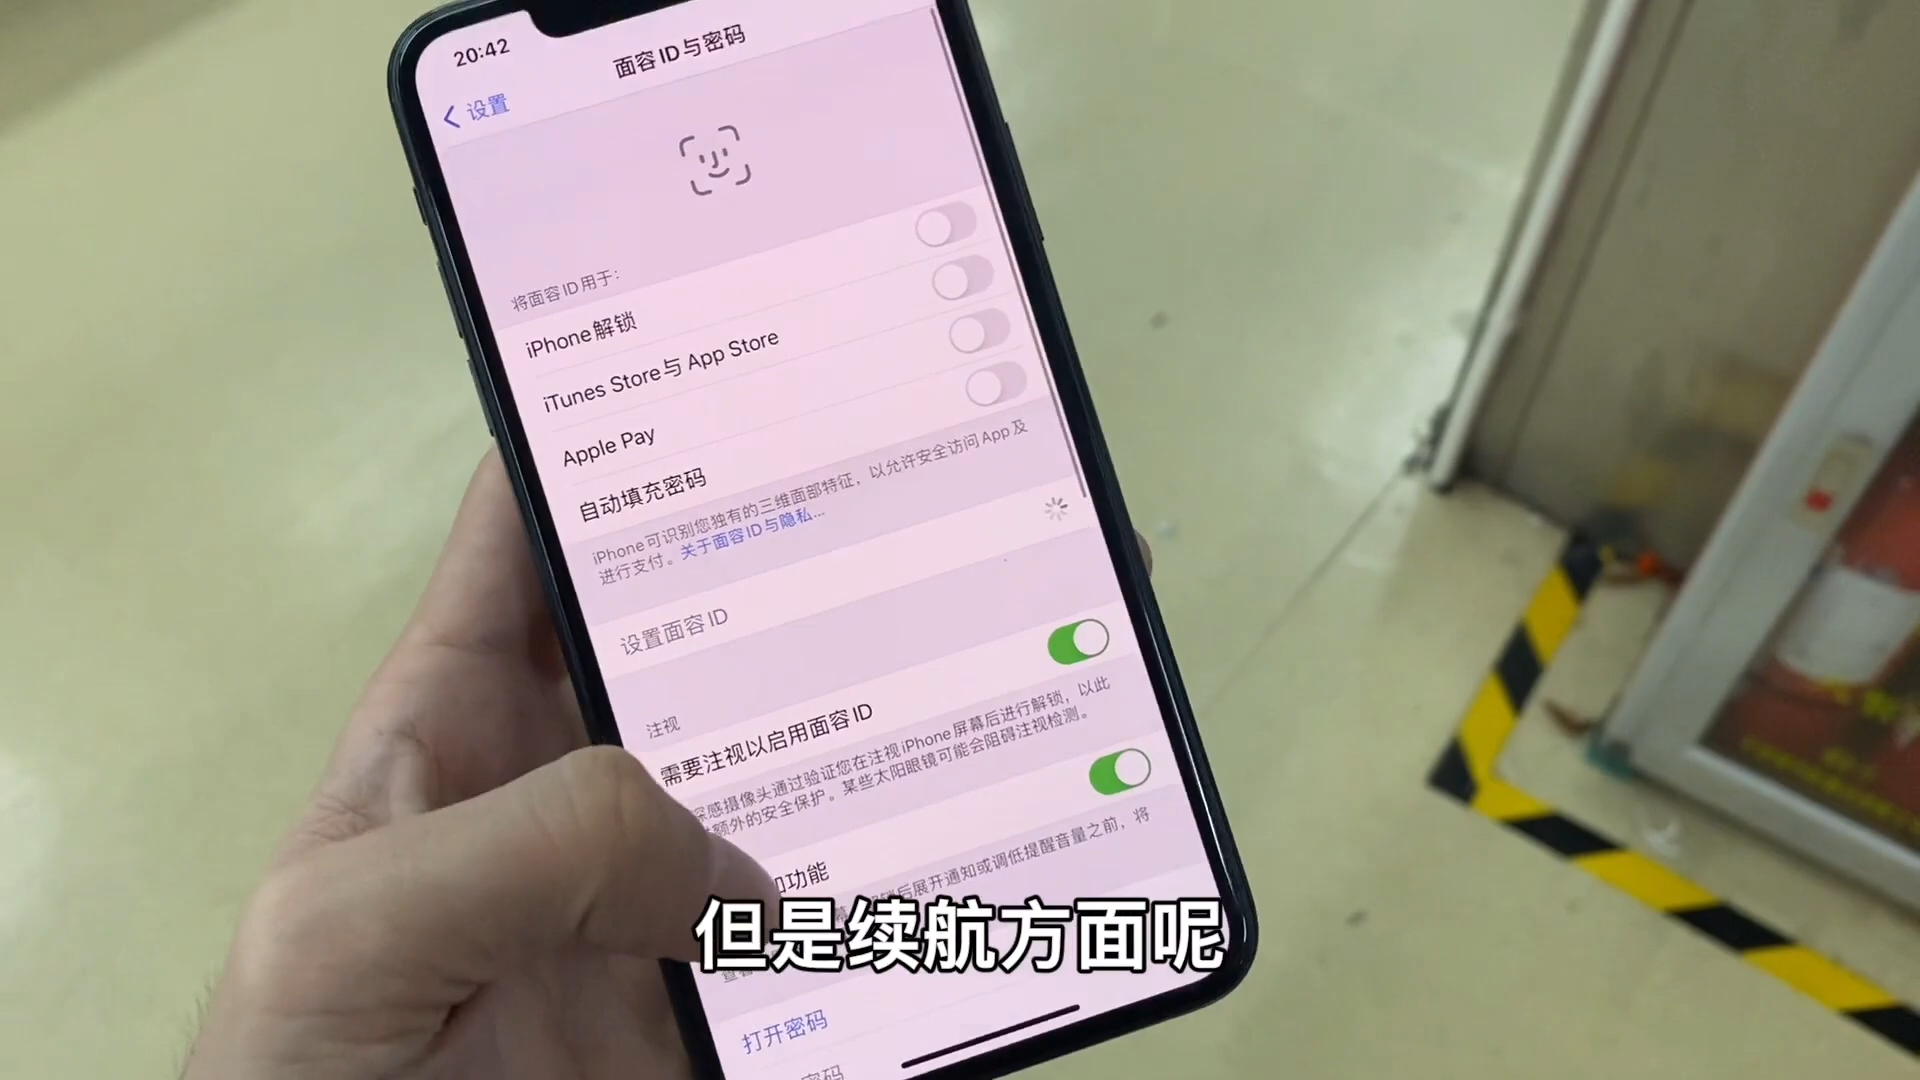 20:42
面容ID与密码
设置
将面容ID用于:
iPhone解锁
iTunes Store与 App Store
Apple Pay
自动填充密码
iPhone可识别您独有的三维面部特征，以允许安全访问App及
进行支付。关于面容ID与隐私...
设置面容ID
注视
需要注视以启用面容ID
深感摄像头通过验证您在注视iPhone屏幕后进行解锁，以此
额外的安全保护。某些太阳眼镜可能会阻碍注视检测。
功能
后展开通知或调低提醒音量之前，将
但是续航方面呢
打开密码
密码